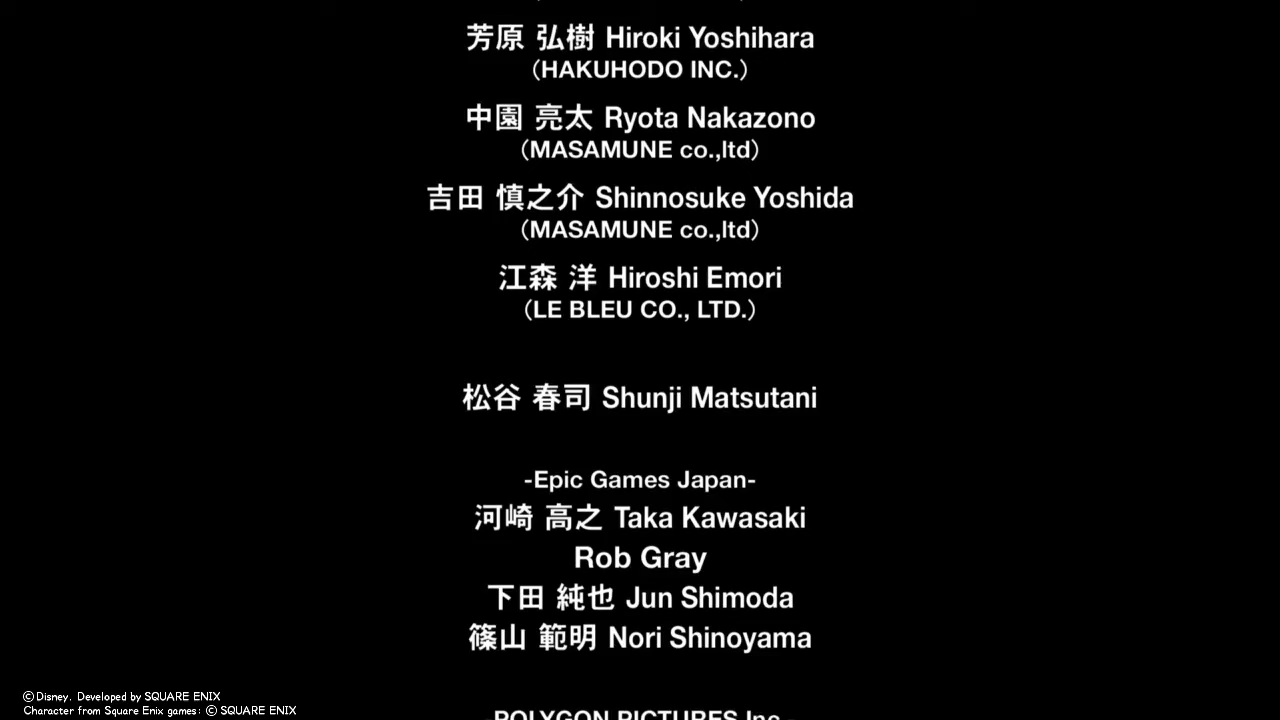 芳原 弘樹 Hiroki Yoshihara
(HAKUHODO INC.)
中園 亮太 Ryota Nakazono
(MASAMUNE co.,ltd)
吉田 慎之介 Shinnosuke Yoshida
(MASAMUNE co.,ltd)
江森 洋 Hiroshi Emori
(LE BLEU CO., LTD.)
松谷 春司 Shunji Matsutani
-Epic Games Japan-
河崎 高之 Taka Kawasaki
Rob Gray
下田 純也 Jun Shimoda
篠山 範明 Nori Shinoyama
-POLYGON PICTURES Inc.-
©Disney. Developed by SQUARE ENIX
Character from Square Enix games: © SQUARE ENIX